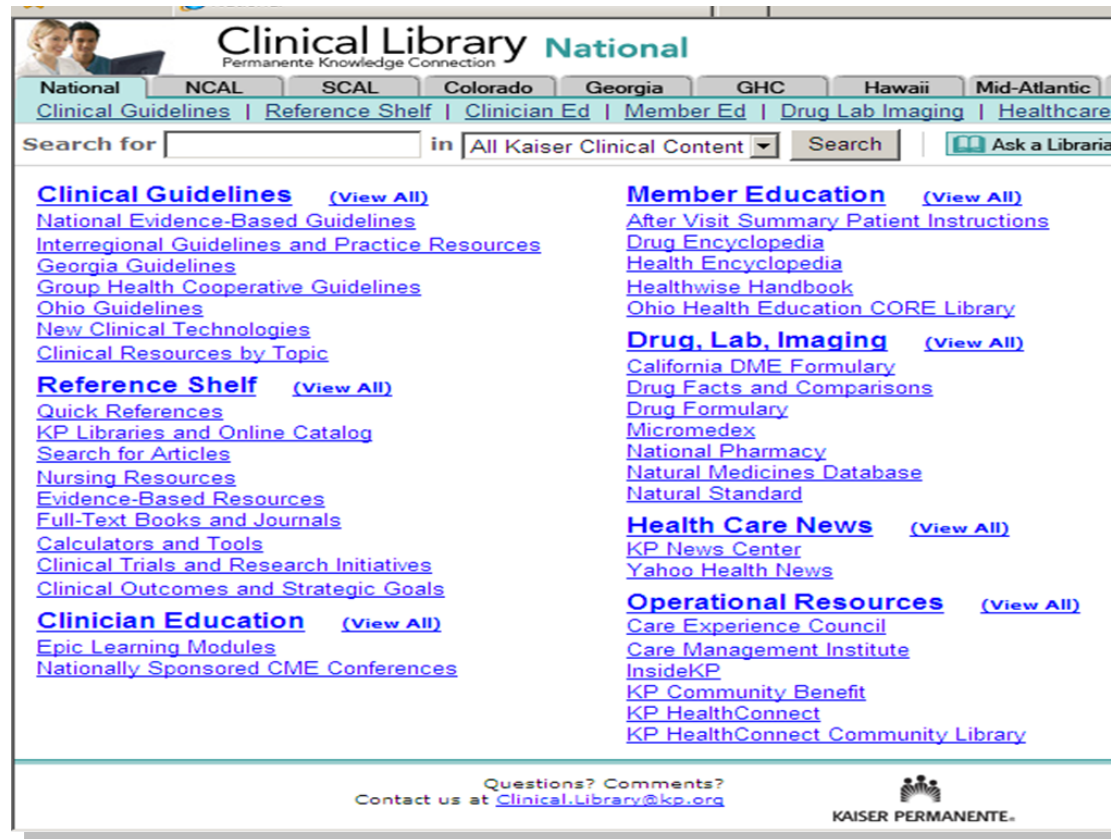 Clinical Library National
Permanente Knowledge Connection
National NCAL SCAL Colorado Georgia GHC Hawaii Mid-Atlantic
Clinical Guidelines | Reference Shelf | Clinician Ed | Member Ed | Drug Lab Imaging | Healthcare
Search for in All Kaiser Clinical Content Search Ask a Libraria
Clinical Guidelines (View All)
National Evidence-Based Guidelines
Interregional Guidelines and Practice Resources
Georgia Guidelines
Group Health Cooperative Guidelines
Ohio Guidelines
New Clinical Technologies
Clinical Resources by Topic
Reference Shelf (View All)
Quick References
KP Libraries and Online Catalog
Search for Articles
Nursing Resources
Evidence-Based Resources
Full-Text Books and Journals
Calculators and Tools
Clinical Trials and Research Initiatives
Clinical Outcomes and Strategic Goals
Clinician Education (View All)
Epic Learning Modules
Nationally Sponsored CME Conferences
Member Education (View All)
After Visit Summary Patient Instructions
Drug Encyclopedia
Health Encyclopedia
Healthwise Handbook
Ohio Health Education CORE Library
Drug, Lab, Imaging (View All)
California DME Formulary
Drug Facts and Comparisons
Drug Formulary
Micromedex
National Pharmacy
Natural Medicines Database
Natural Standard
Health Care News (View All)
KP News Center
Yahoo Health News
Operational Resources (View All)
Care Experience Council
Care Management Institute
InsideKP
KP Community Benefit
KP HealthConnect
KP HealthConnect Community Library
Questions? Comments?
Contact us at Clinical.Library@kp.org
KAISER PERMANENTE.